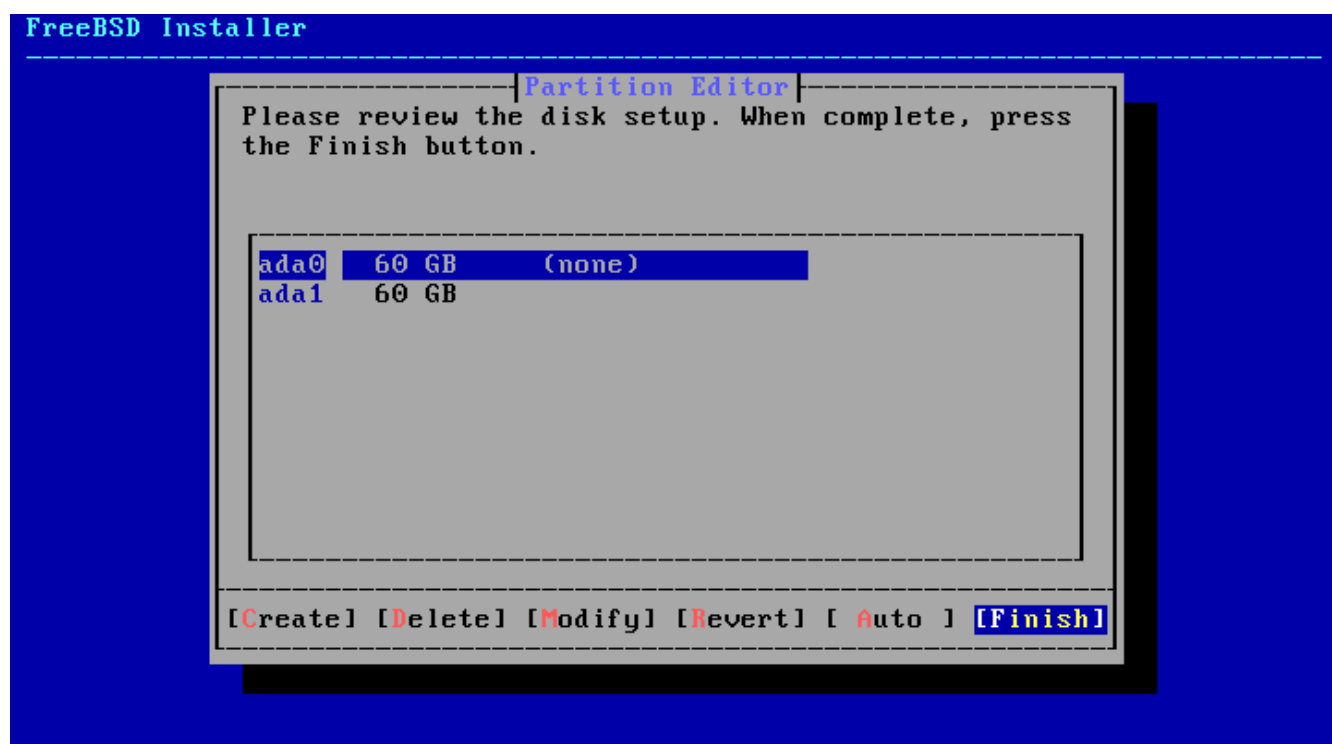 FreeBSD Installer
Partition Editor
Please review the disk setup. When complete, press
the Finish button.
ada0 60 GB (none)
ada1 60 GB
[Create] [Delete] [Modify] [Revert] [ Auto ] [Finish]